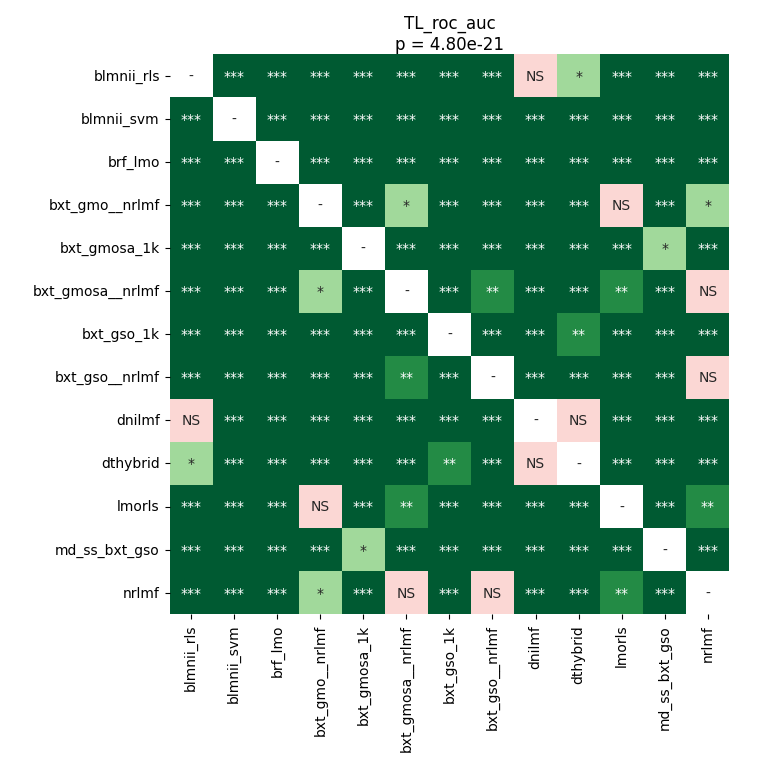 TL_roc_auc
p = 4.80e-21
blmnii_rls - *** *** *** *** *** *** *** NS * *** *** ***
blmnii_svm *** - *** *** *** *** *** *** *** *** *** *** ***
brf_lmo *** *** - *** *** *** *** *** *** *** *** *** ***
bxt_gmo__nrlmf *** *** *** - *** * *** *** *** *** NS *** *
bxt_gmosa_1k *** *** *** *** - *** *** *** *** *** *** * ***
bxt_gmosa__nrlmf *** *** *** * *** - *** ** *** *** ** *** NS
bxt_gso_1k *** *** *** *** *** *** - *** *** ** *** *** ***
bxt_gso__nrlmf *** *** *** *** *** ** *** - *** *** *** *** NS
dnilmf NS *** *** *** *** *** *** *** - NS *** *** ***
dthybrid * *** *** *** *** *** ** *** NS - *** *** ***
lmorls *** *** *** NS *** ** *** *** *** *** - *** **
md_ss_bxt_gso *** *** *** *** * *** *** *** *** *** *** - ***
nrlmf *** *** *** * *** NS *** NS *** *** ** *** -
blmnii_rls
blmnii_svm
brf_lmo
bxt_gmo__nrlmf
bxt_gmosa_1k
bxt_gmosa__nrlmf
bxt_gso_1k
bxt_gso__nrlmf
dnilmf
dthybrid
lmorls
md_ss_bxt_gso
nrlmf